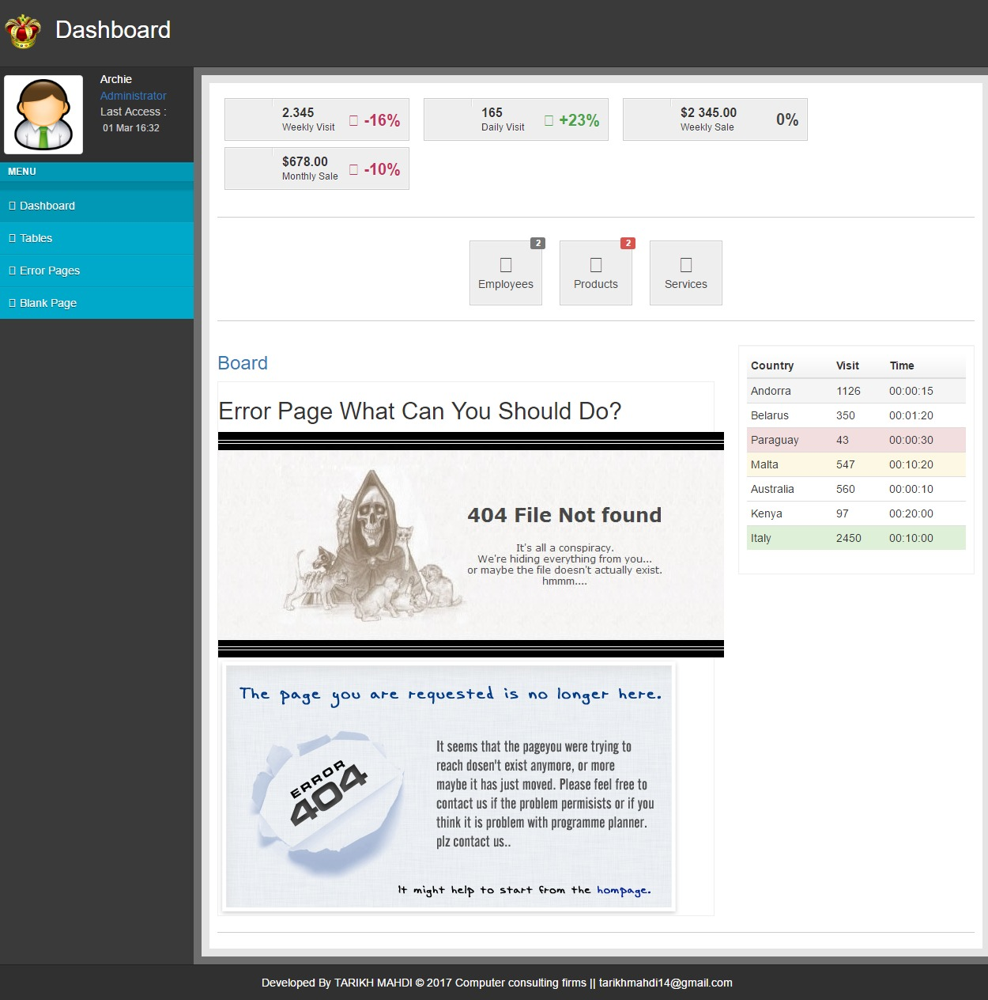 Dashboard
Archie
Administrator
Last Access :
01 Mar 16:32
MENU
Dashboard
Tables
Error Pages
Blank Page
2.345
Weekly Visit
-16%
165
Daily Visit
+23%
$2 345.00
Weekly Sale
0%
$678.00
Monthly Sale
-10%
2
Employees
2
Products
Services
Board
Error Page What Can You Should Do?
404 File Not found
It's all a conspiracy.
We're hiding everything from you...
or maybe the file doesn't actually exist.
hmmm....
The page you are requested is no longer here.
ERROR
404
It seems that the pageyou were trying to
reach dosen't exist anymore, or more
maybe it has just moved. Please feel free to
contact us if the problem permisists or if you
think it is problem with programme planner.
plz contact us..
It might help to start from the hompage.
Country Visit Time
Andorra 1126 00:00:15
Belarus 350 00:01:20
Paraguay 43 00:00:30
Malta 547 00:10:20
Australia 560 00:00:10
Kenya 97 00:20:00
Italy 2450 00:10:00
Developed By TARIKH MAHDI © 2017 Computer consulting firms || tarikhmahdi14@gmail.com